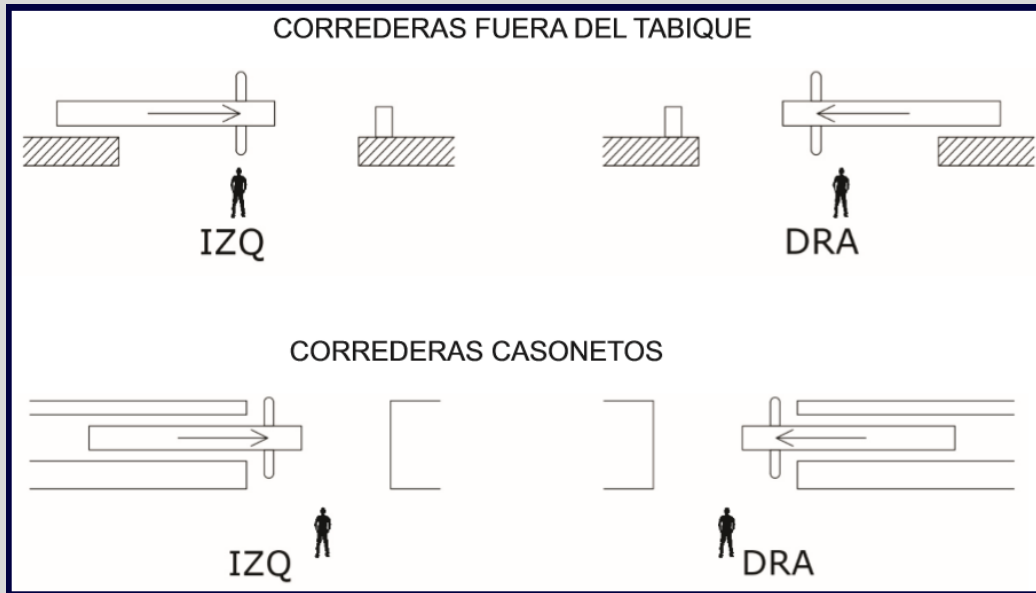 CORREDERAS FUERA DEL TABIQUE
IZQ
DRA
CORREDERAS CASONETOS
IZQ
DRA